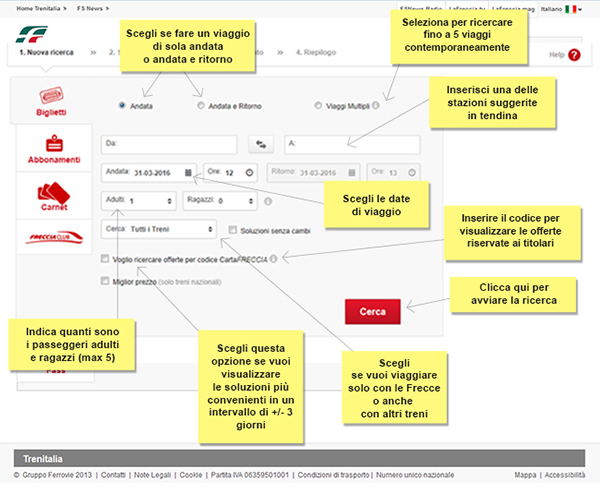 Home Trenitalia > FS News >
FSNews Radio LaFreccia.tv LaFreccia mag Italiano
1. Nuova ricerca 4. Riepilogo Help ?
Scegli se fare un viaggio
di sola andata
o andata e ritorno
Seleziona per ricercare
fino a 5 viaggi
contemporaneamente
Biglietti
Andata Andata e Ritorno Viaggi Multipli
Inserisci una delle
stazioni suggerite
in tendina
Da: A:
Abbonamenti
Andata: 31-03-2016 Ore: 12 Ritorno: 31-03-2016 Ore: 13
Scegli le date
di viaggio
Carnet
Adulti: 1 Ragazzi: 0
Inserire il codice per
visualizzare le offerte
riservate ai titolari
FRECCIACLUB
Cerca: Tutti i Treni Soluzioni senza cambi
Voglio ricercare offerte per codice CartaFRECCIA
Miglior prezzo (solo treni nazionali)
Clicca qui per
avviare la ricerca
Cerca
Indica quanti sono
i passeggeri adulti
e ragazzi (max 5)
Scegli questa
opzione se vuoi
visualizzare
le soluzioni più
convenienti in un
intervallo di +/- 3
giorni
Scegli
se vuoi viaggiare
solo con le Frecce
o anche
con altri treni
Pass
Trenitalia
© Gruppo Ferrovie 2013 | Contatti | Note Legali | Cookie | Partita IVA 06359501001 | Condizioni di trasporto | Numero unico nazionale Mappa | Accessibilità